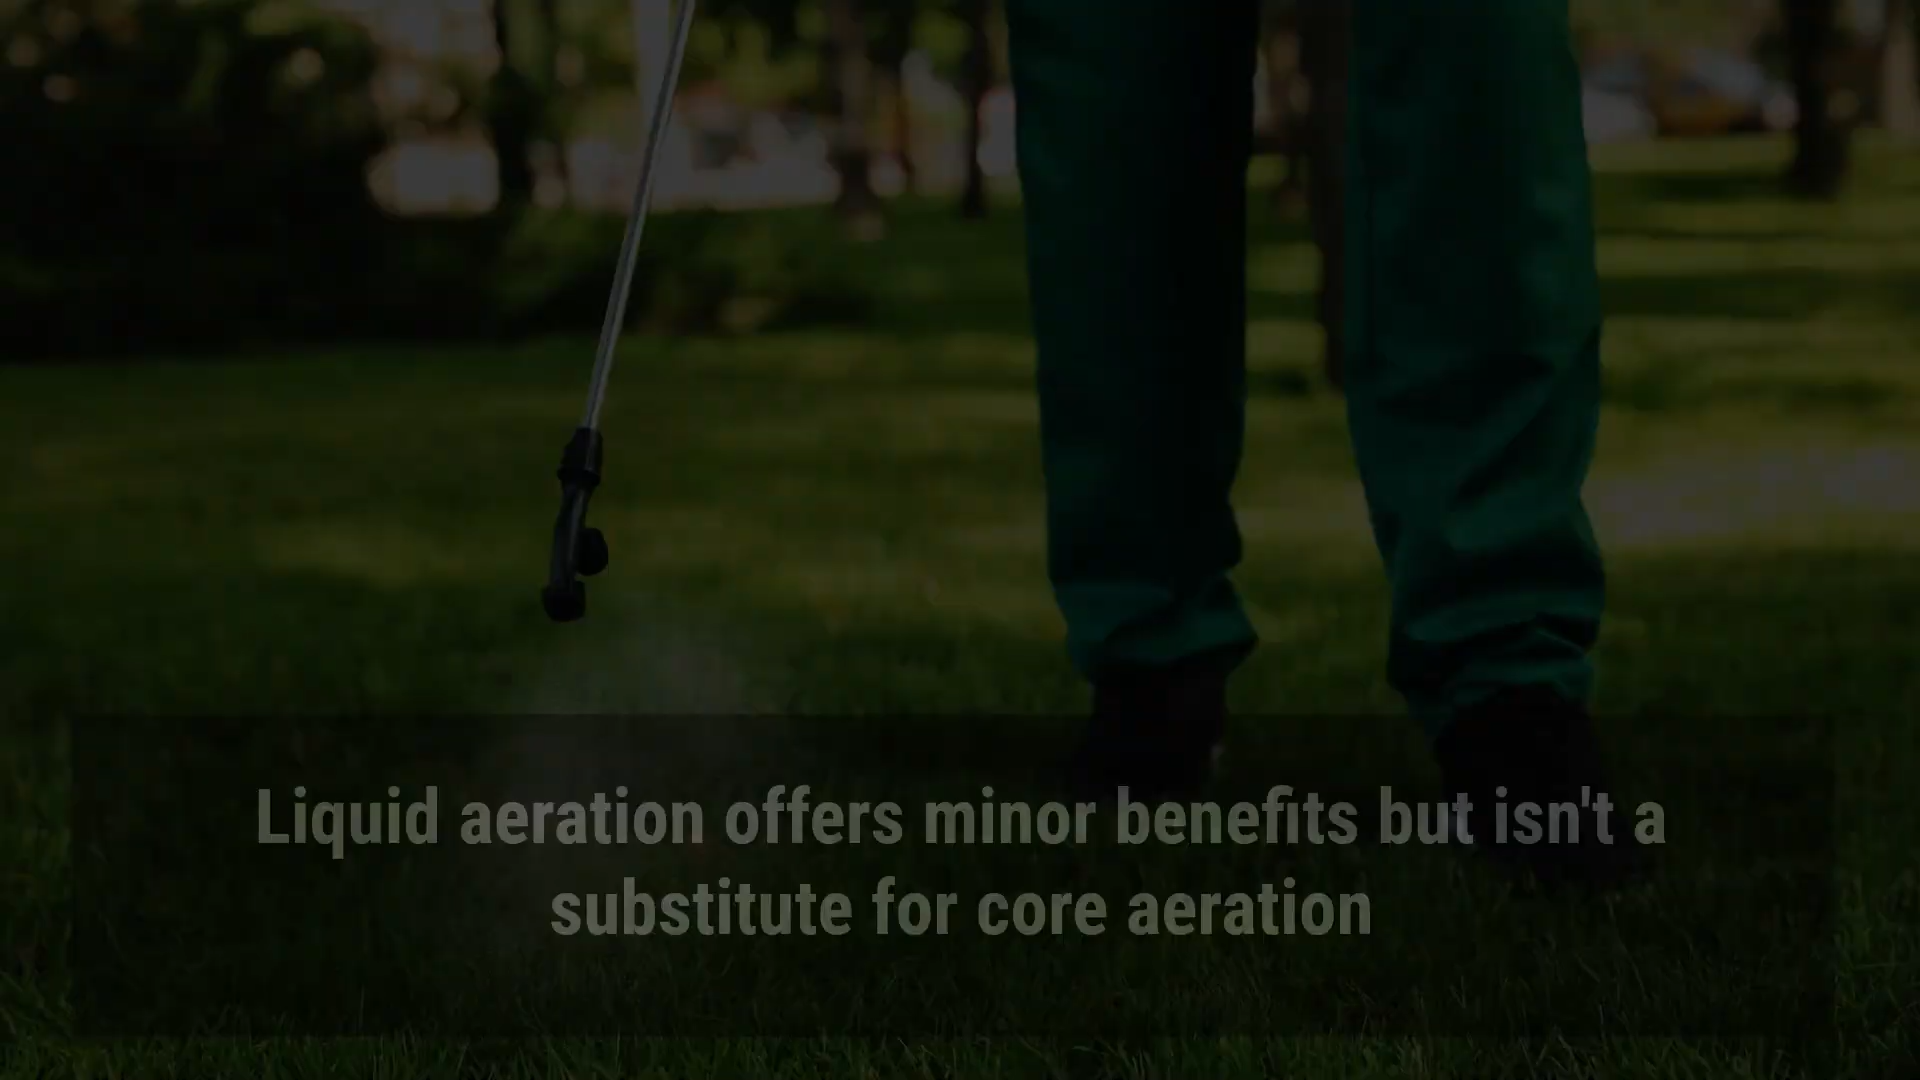 Liquid aeration offers minor benefits but isn't a
substitute for core aeration